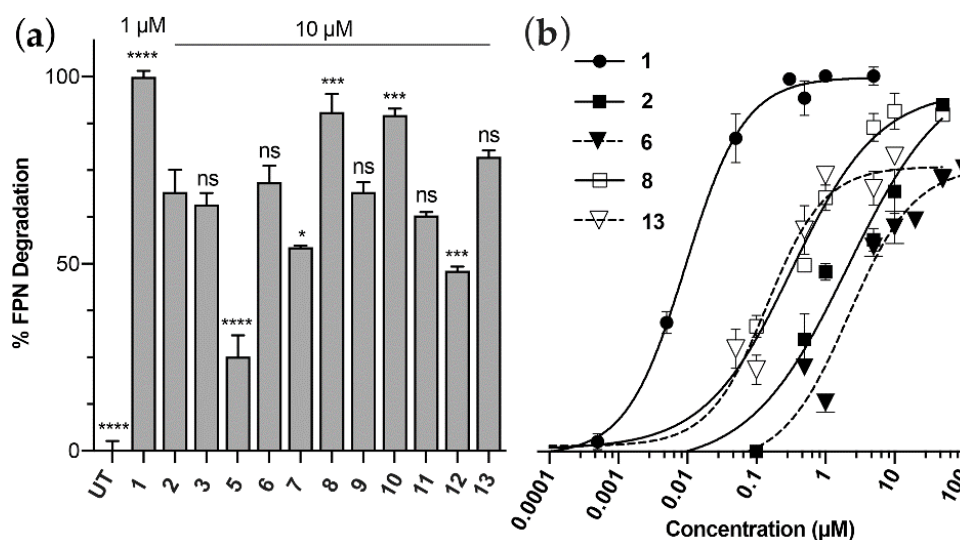 (a)
1 µM
10 µM
% FPN Degradation
100
50
0
****
****
ns
****
ns
*
***
ns
***
ns
***
ns
UT
1
2
3
5
6
7
8
9
10
11
12
13
(b)
1
2
6
8
13
0.0001
0.001
0.01
0.1
1
10
100
Concentration (µM)